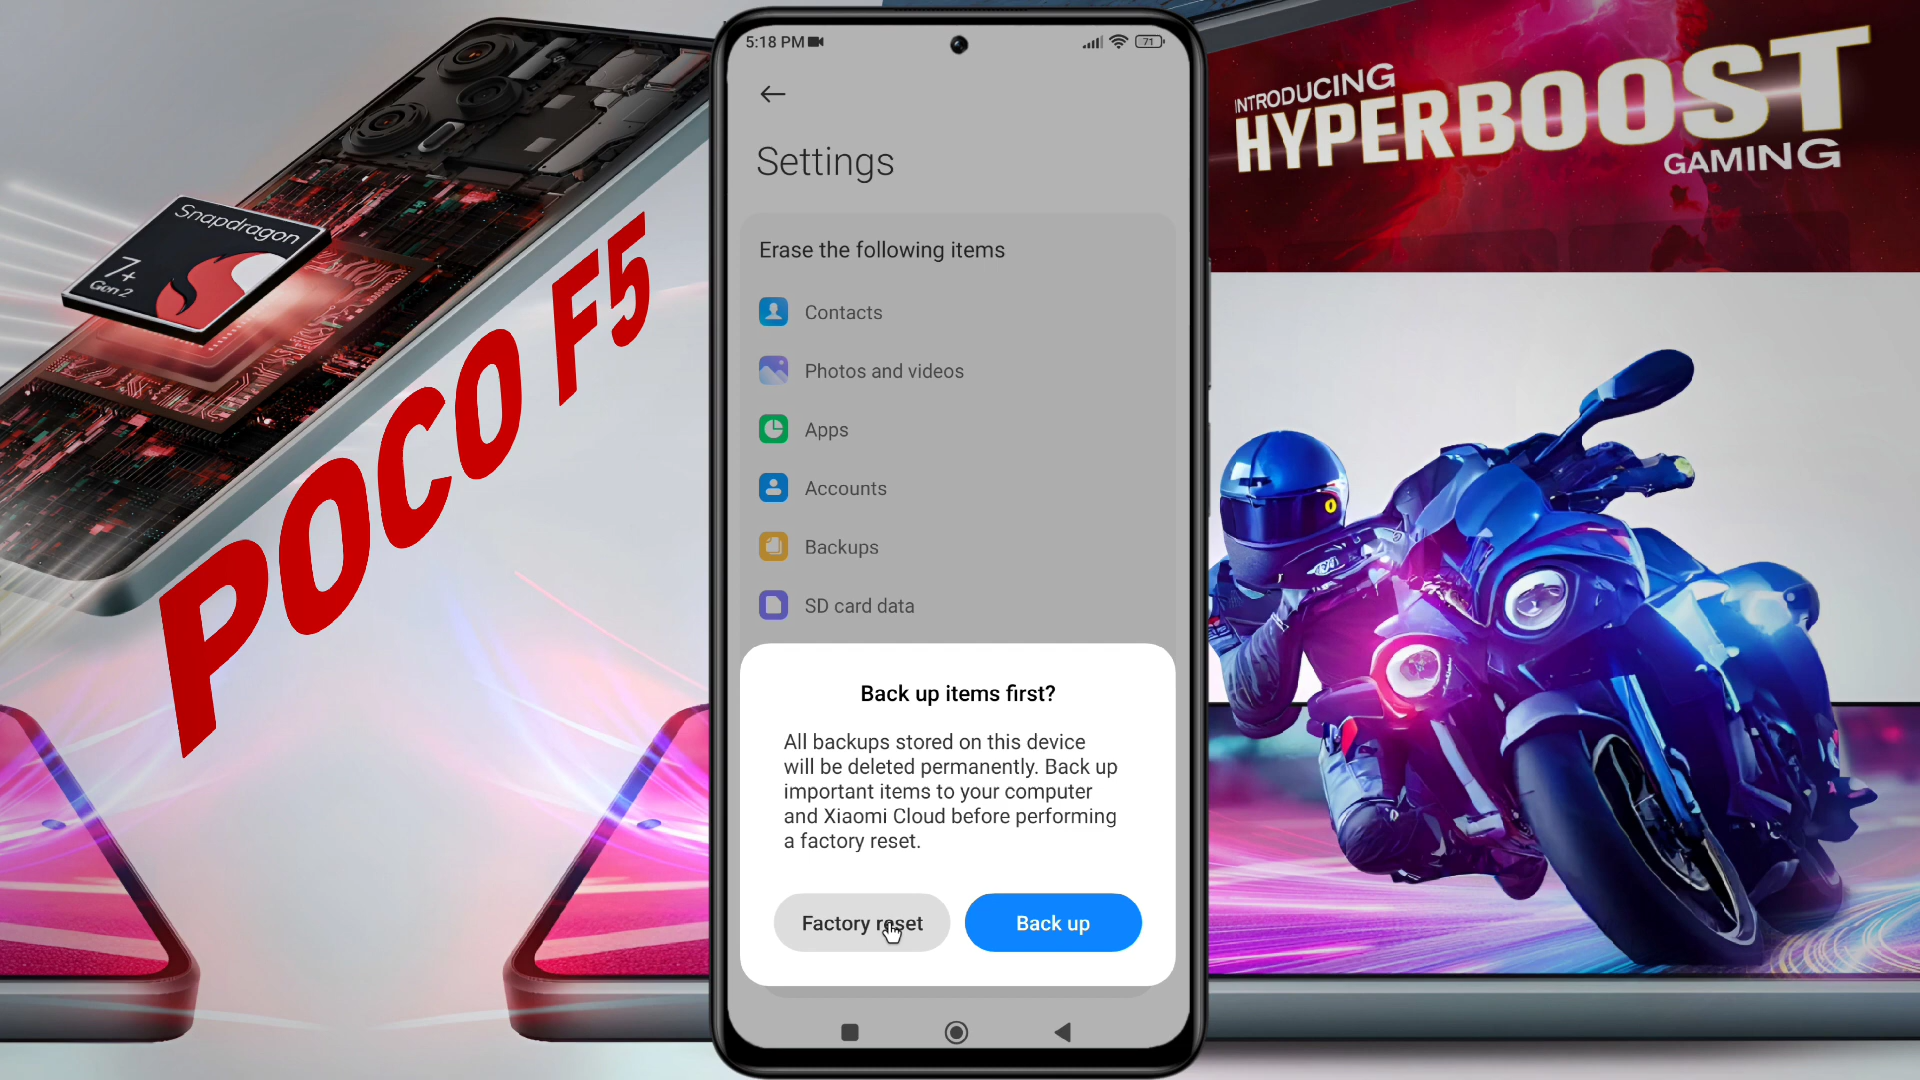 Snapdragon
7+
Gen 2
POCO F5
5:18 PM
71
Settings
Erase the following items
Contacts
Photos and videos
Apps
Accounts
Backups
SD card data
Back up items first?
All backups stored on this device
will be deleted permanently. Back up
important items to your computer
and Xiaomi Cloud before performing
a factory reset.
Factory reset
Back up
INTRODUCING
HYPERBOOST
GAMING